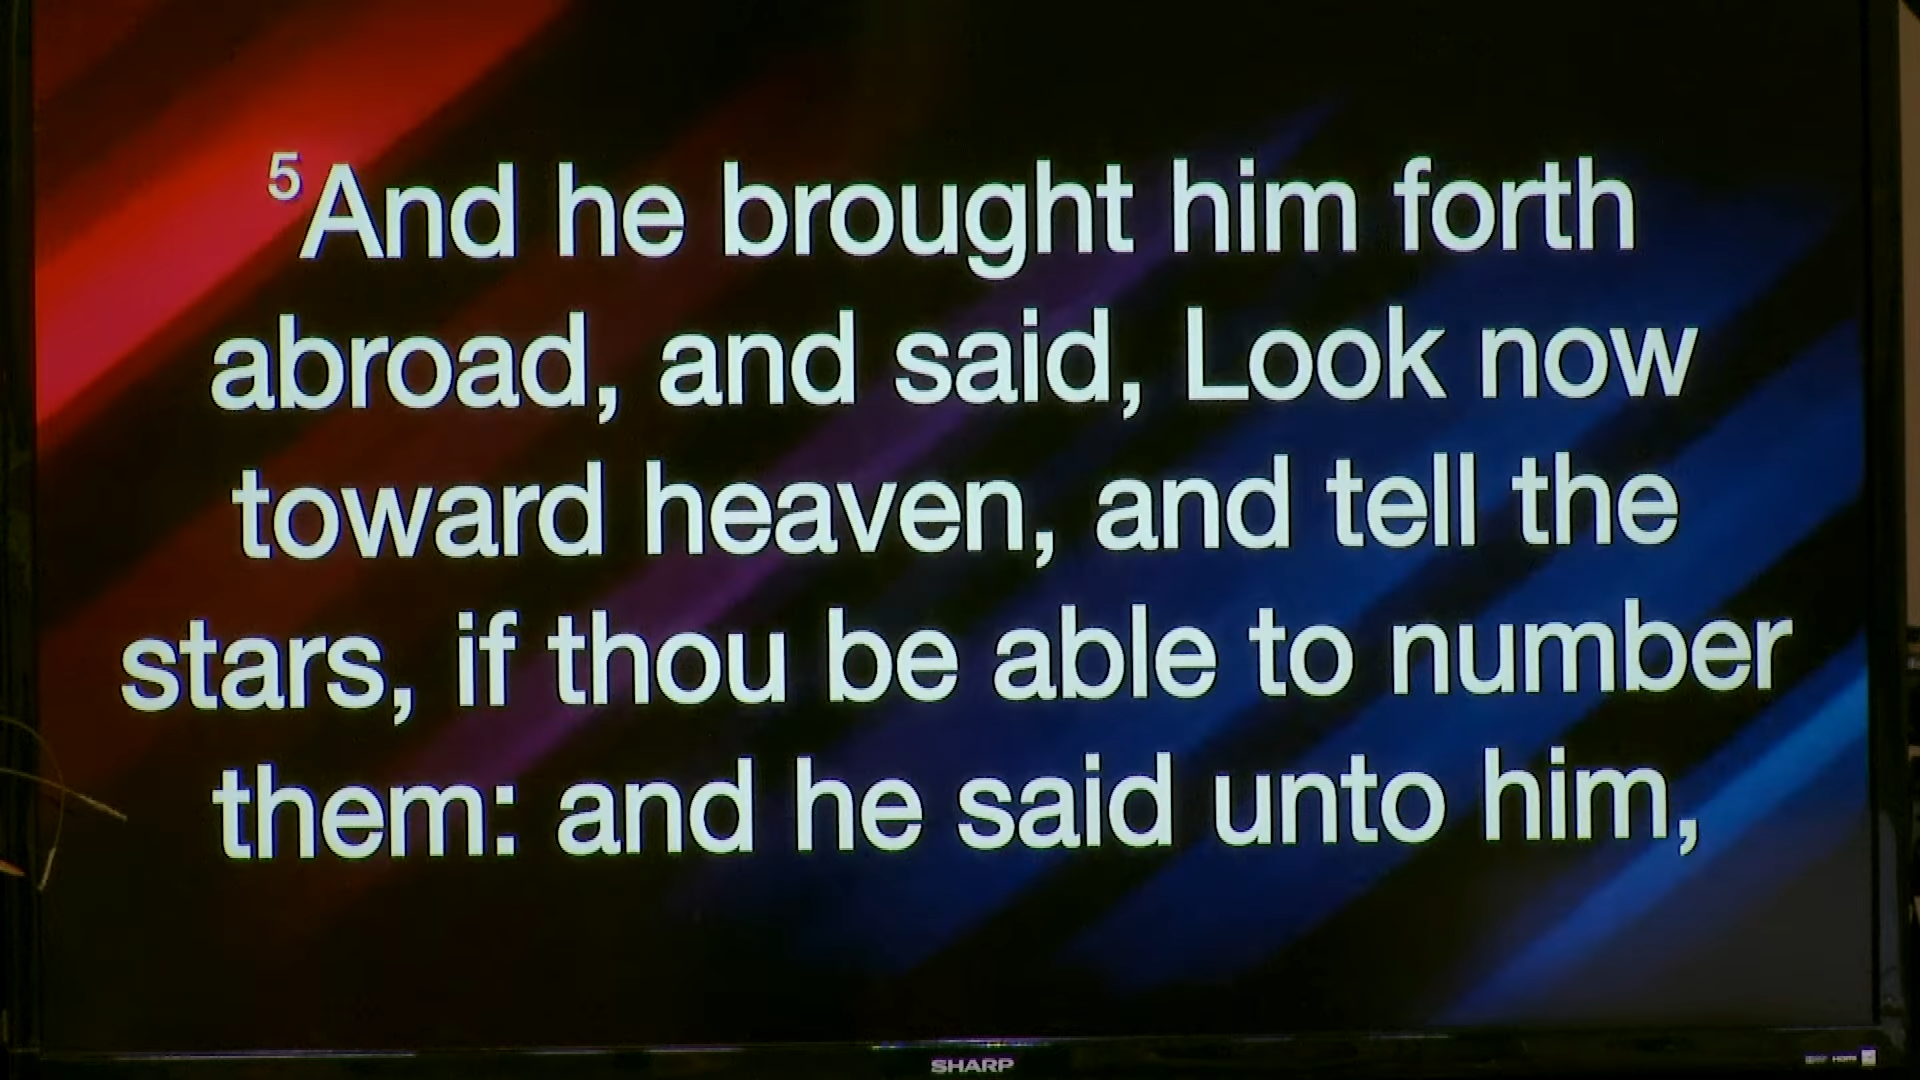 5And he brought him forth
abroad, and said, Look now
toward heaven, and tell the
stars, if thou be able to number
them: and he said unto him,
SHARP
HDMI